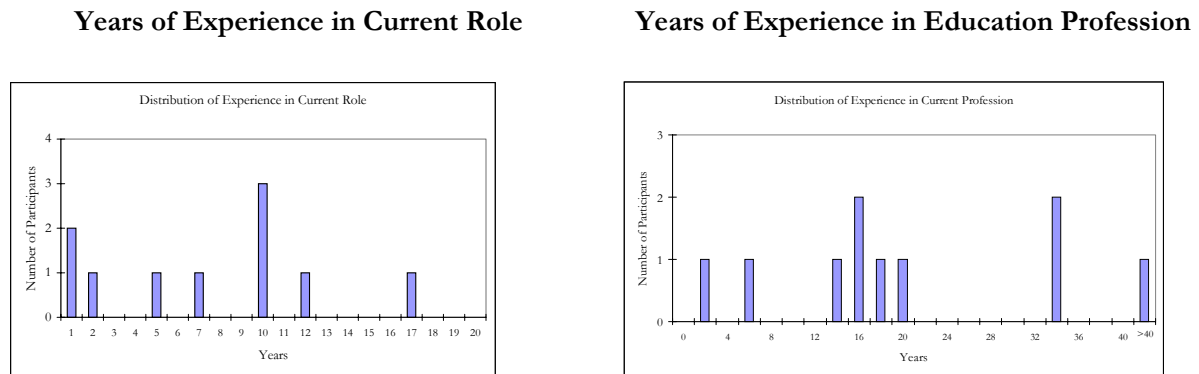 Years of Experience in Current Role
Years of Experience in Education Profession
Distribution of Experience in Current Role
4
3
2
1
0
Number of Participants
1 2 3 4 5 6 7 8 9 10 11 12 13 14 15 16 17 18 19 20
Years
Distribution of Experience in Current Profession
3
2
1
0
Number of Participants
0 4 8 12 16 20 24 28 32 36 40 >40
Years